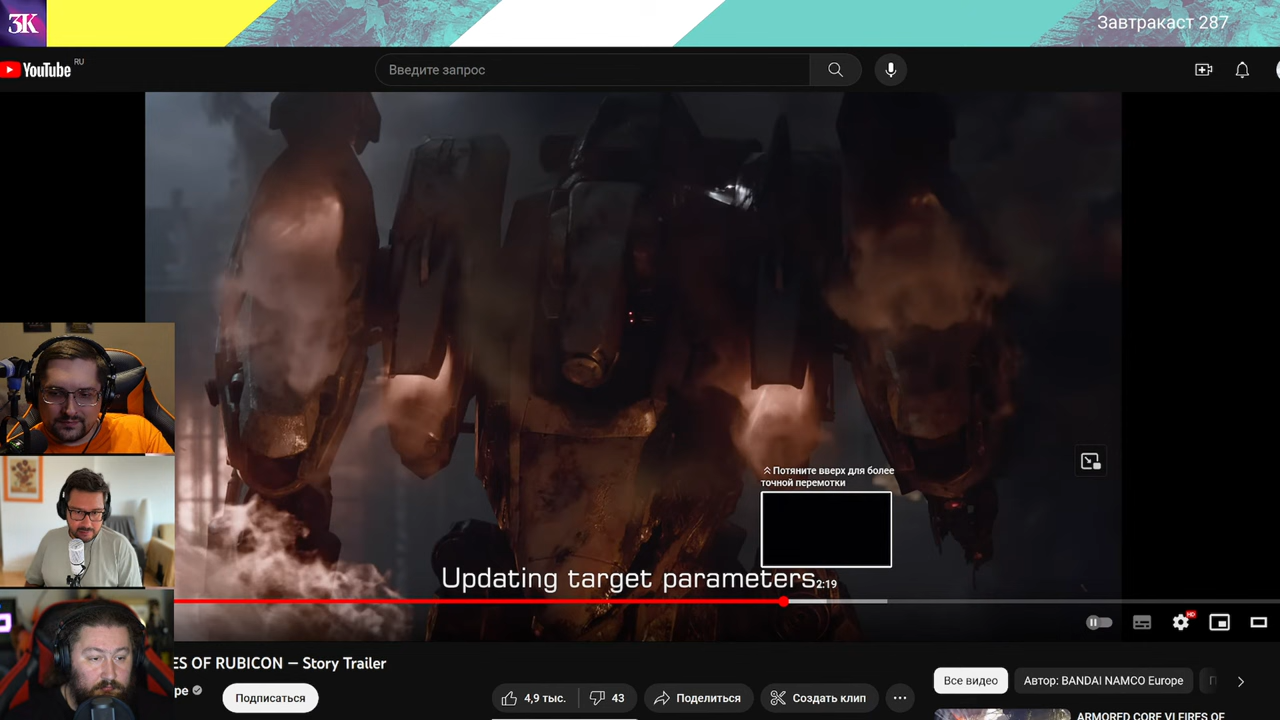 ЗК
Завтракаст 287
YouTube
RU
Введите запрос
Потяните вверх для более
точной перемотки
Updating target parameters
2:19
HD
ES OF RUBICON – Story Trailer
pe
Подписаться
4,9 тыс.
43
Поделиться
Создать клип
Все видео
Автор: BANDAI NAMCO Europe
ARMORED CORE VI FIRES OF